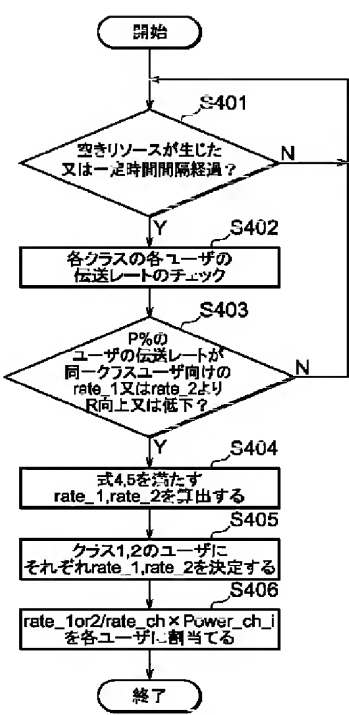 開始
S401
空きリソースが生じた
又は一定時間間隔経過？
N
Y
S402
各クラスの各ユーザの
伝送レートのチェック
S403
P%の
ユーザの伝送レートが
同一クラスユーザ向けの
rate_1又はrate_2より
R向上又は低下？
N
Y
S404
式4,5を満たす
rate_1,rate_2を算出する
S405
クラス1,2のユーザに
それぞれrate_1,rate_2を決定する
S406
rate_1or2/rate_ch×Power_ch_i
を各ユーザに割当てる
終了